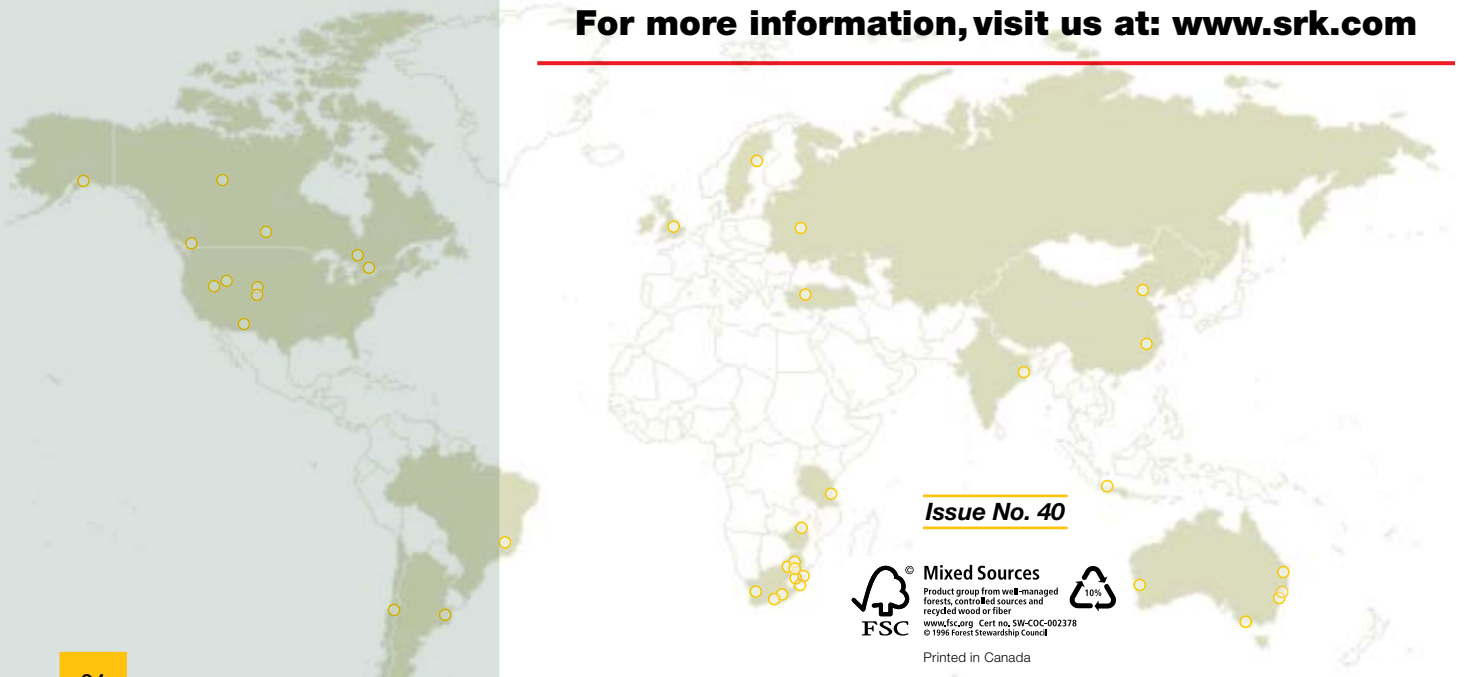 For more information, visit us at: www.srk.com
Issue No. 40
©
Mixed Sources
Product group from well-managed
forests, controlled sources and
recycled wood or fiber
www.fsc.org Cert no. SW-COC-002378
© 1996 Forest Stewardship Council
FSC
10%
Printed in Canada